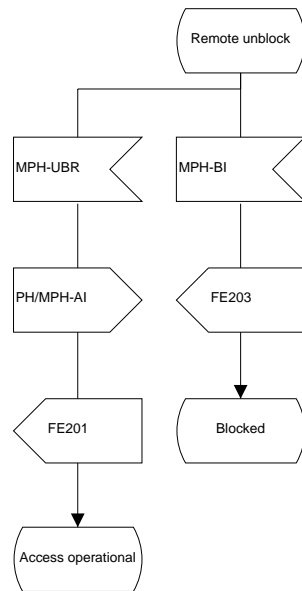 Remote unblock
MPH-UBR
MPH-BI
PH/MPH-AI
FE203
FE201
Blocked
Access operational